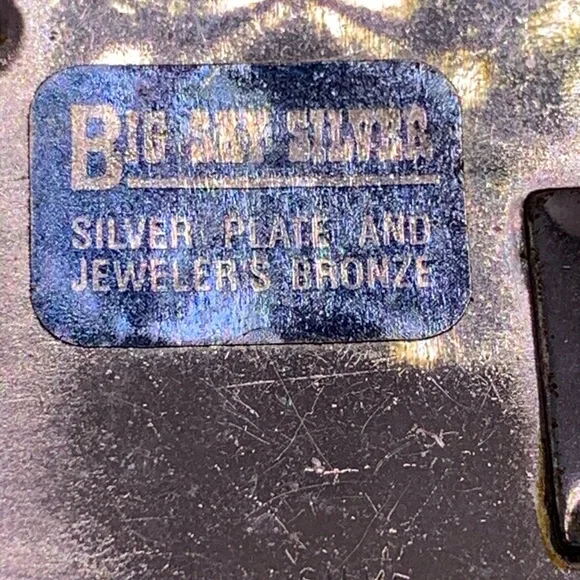 BIG SKY SILVER
SILVER PLATE AND
JEWELER'S BRONZE